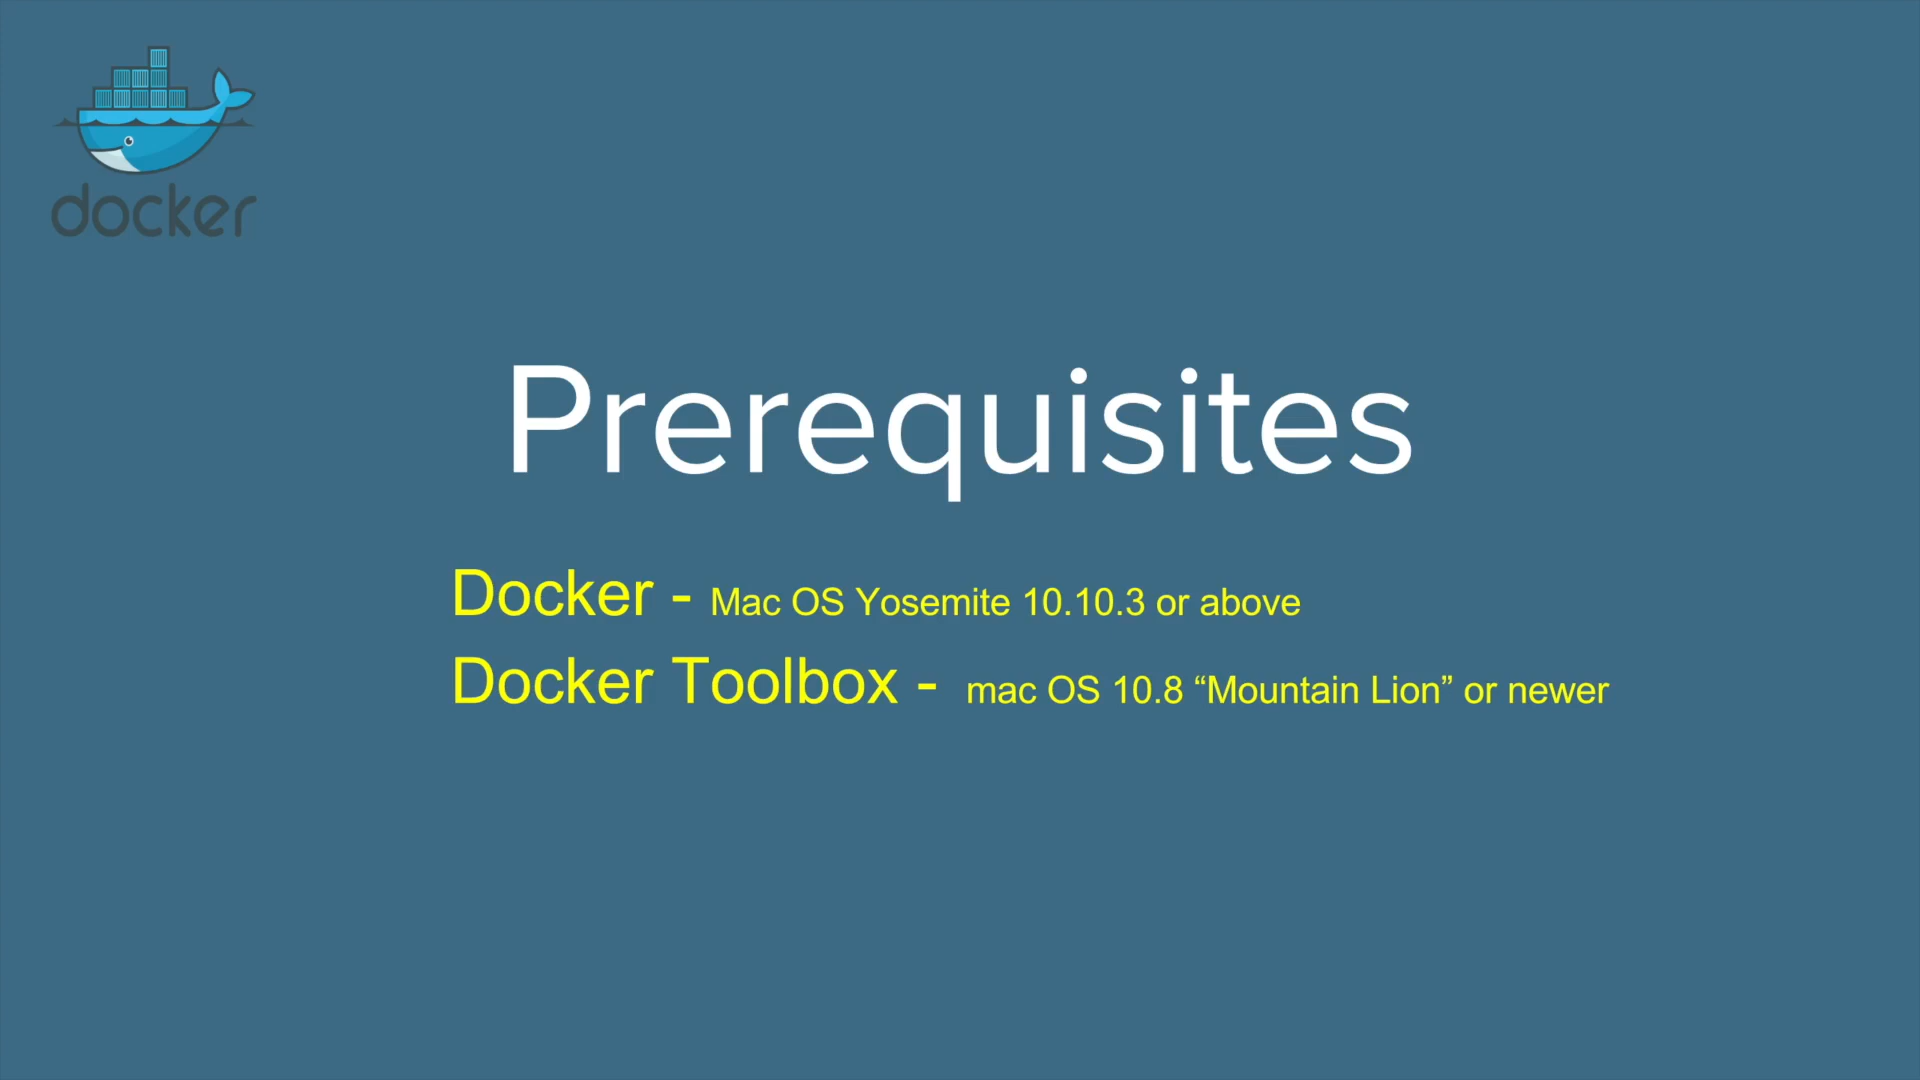 docker
Prerequisites
Docker - Mac OS Yosemite 10.10.3 or above
Docker Toolbox - mac OS 10.8 “Mountain Lion” or newer